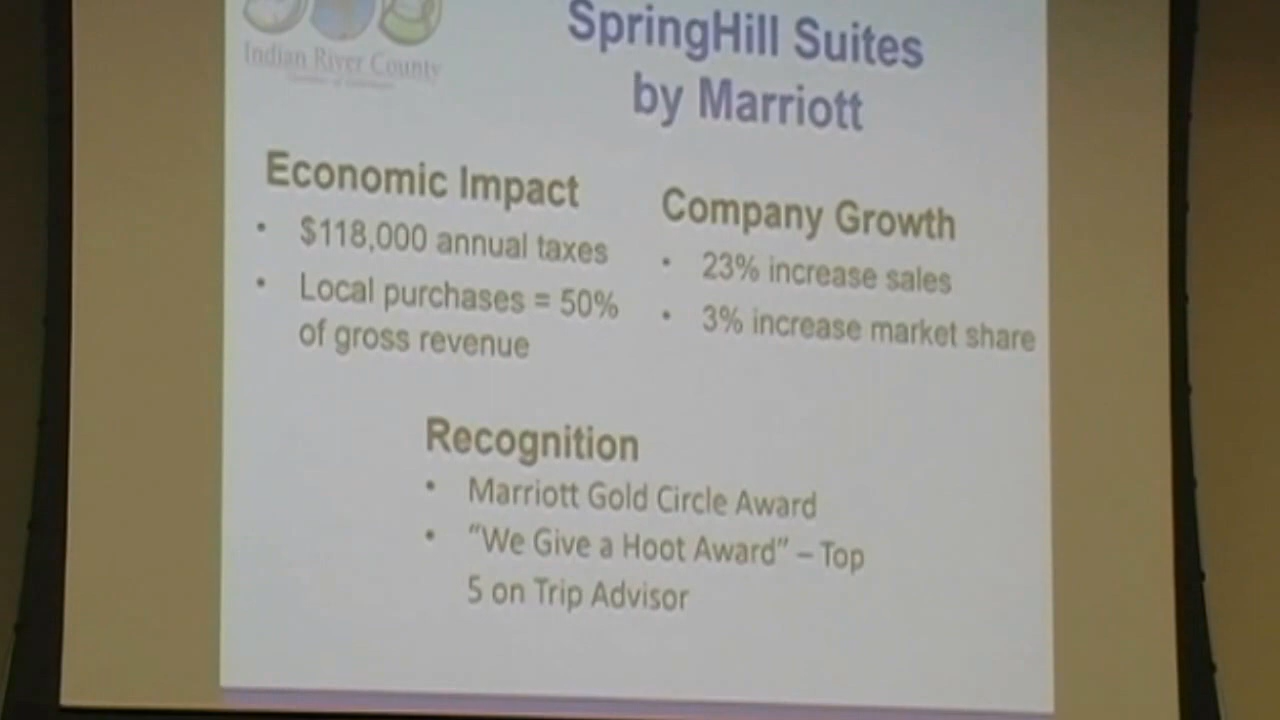 Indian River County
SpringHill Suites
by Marriott
Economic Impact
• $118,000 annual taxes
• Local purchases = 50%
of gross revenue
Company Growth
• 23% increase sales
• 3% increase market share
Recognition
• Marriott Gold Circle Award
• “We Give a Hoot Award” – Top
5 on Trip Advisor